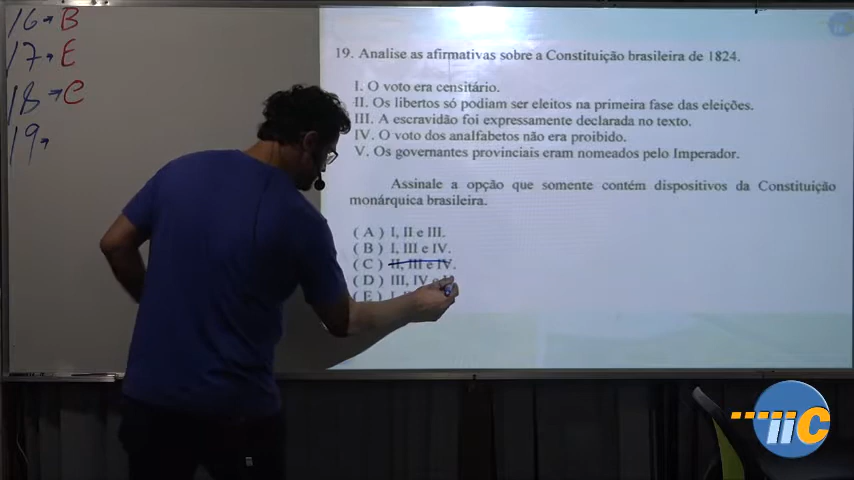 16→B
17→E
18→C
19→
19. Analise as afirmativas sobre a Constituição brasileira de 1824.
I. O voto era censitário.
II. Os libertos só podiam ser eleitos na primeira fase das eleições.
III. A escravidão foi expressamente declarada no texto.
IV. O voto dos analfabetos não era proibido.
V. Os governantes provinciais eram nomeados pelo Imperador.
Assinale a opção que somente contém dispositivos da Constituição
monárquica brasileira.
( A ) I, II e III.
( B ) I, III e IV.
( C ) II, III e IV.
( D ) III, IV e
( E ) I,
iiC